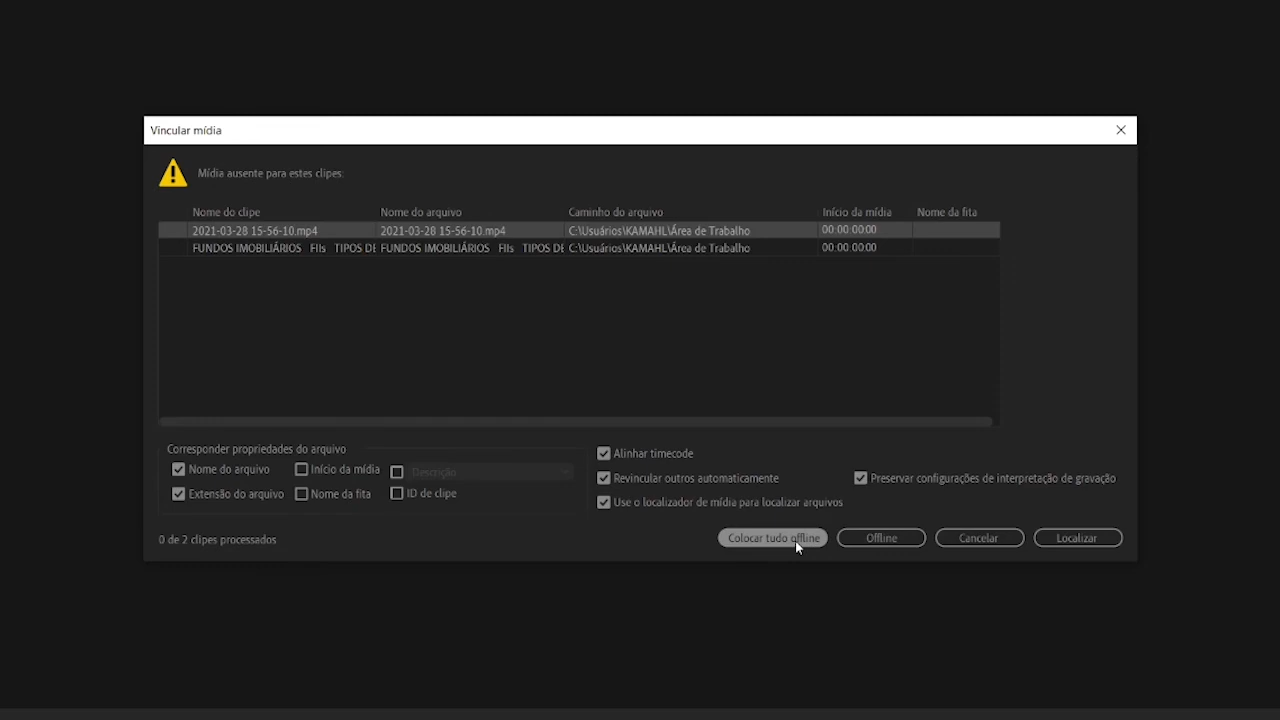 Vincular mídia
Mídia ausente para estes clipes:
Nome do clipe Nome do arquivo Caminho do arquivo Início da mídia Nome da fita
2021-03-28 15-56-10.mp4 2021-03-28 15-56-10.mp4 C:\Usuários\KAMAHL\Área de Trabalho 00:00:00:00
FUNDOS IMOBILIÁRIOS FIIs TIPOS DE FUNDOS IMOBILIÁRIOS FIIs TIPOS DE C:\Usuários\KAMAHL\Área de Trabalho 00:00:00:00
Corresponder propriedades do arquivo
Nome do arquivo Início da mídia Descrição
Extensão do arquivo Nome da fita ID de clipe
Alinhar timecode
Revincular outros automaticamente Preservar configurações de interpretação de gravação
Use o localizador de mídia para localizar arquivos
0 de 2 clipes processados
Colocar tudo offline Offline Cancelar Localizar